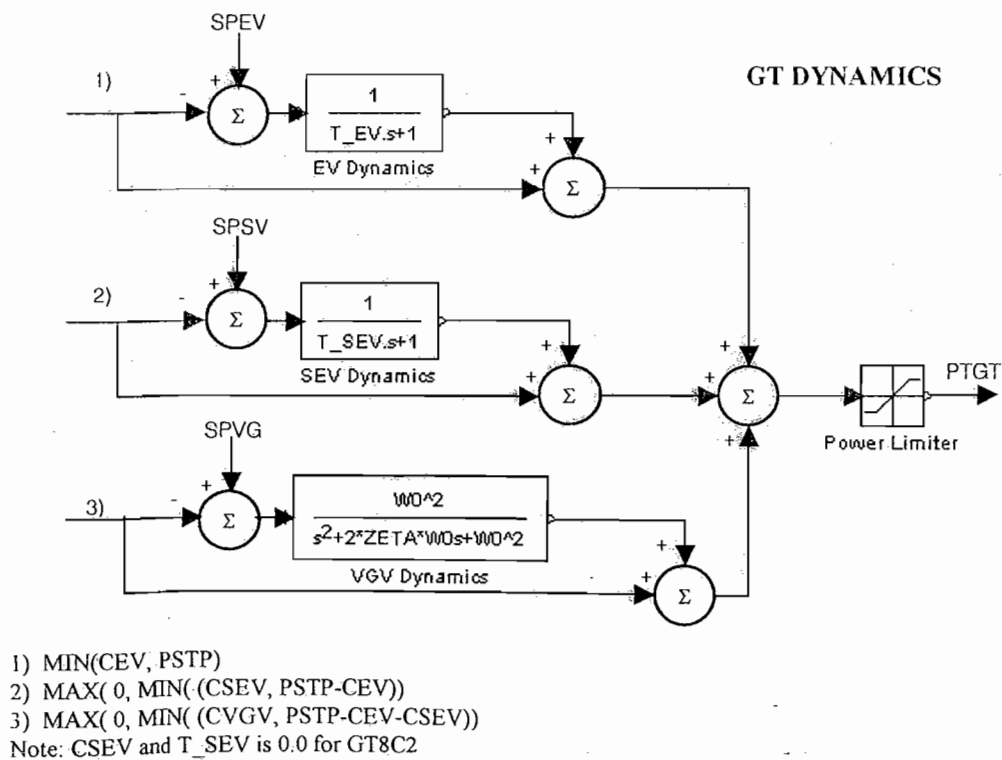 SPEV
GT DYNAMICS
1)
-
+
Σ
1
T_EV.s+1
EV Dynamics
+
+
Σ
SPSV
2)
-
+
Σ
1
T_SEV.s+1
SEV Dynamics
+
+
Σ
+
+
+
Σ
PTGT
Power Limiter
SPVG
3)
-
+
Σ
W0^2
s^2+2*ZETA*W0s+W0^2
VGV Dynamics
+
+
Σ
1) MIN(CEV, PSTP)
2) MAX( 0, MIN( (CSEV, PSTP-CEV))
3) MAX( 0, MIN( (CVGV, PSTP-CEV-CSEV))
Note: CSEV and T_SEV is 0.0 for GT8C2